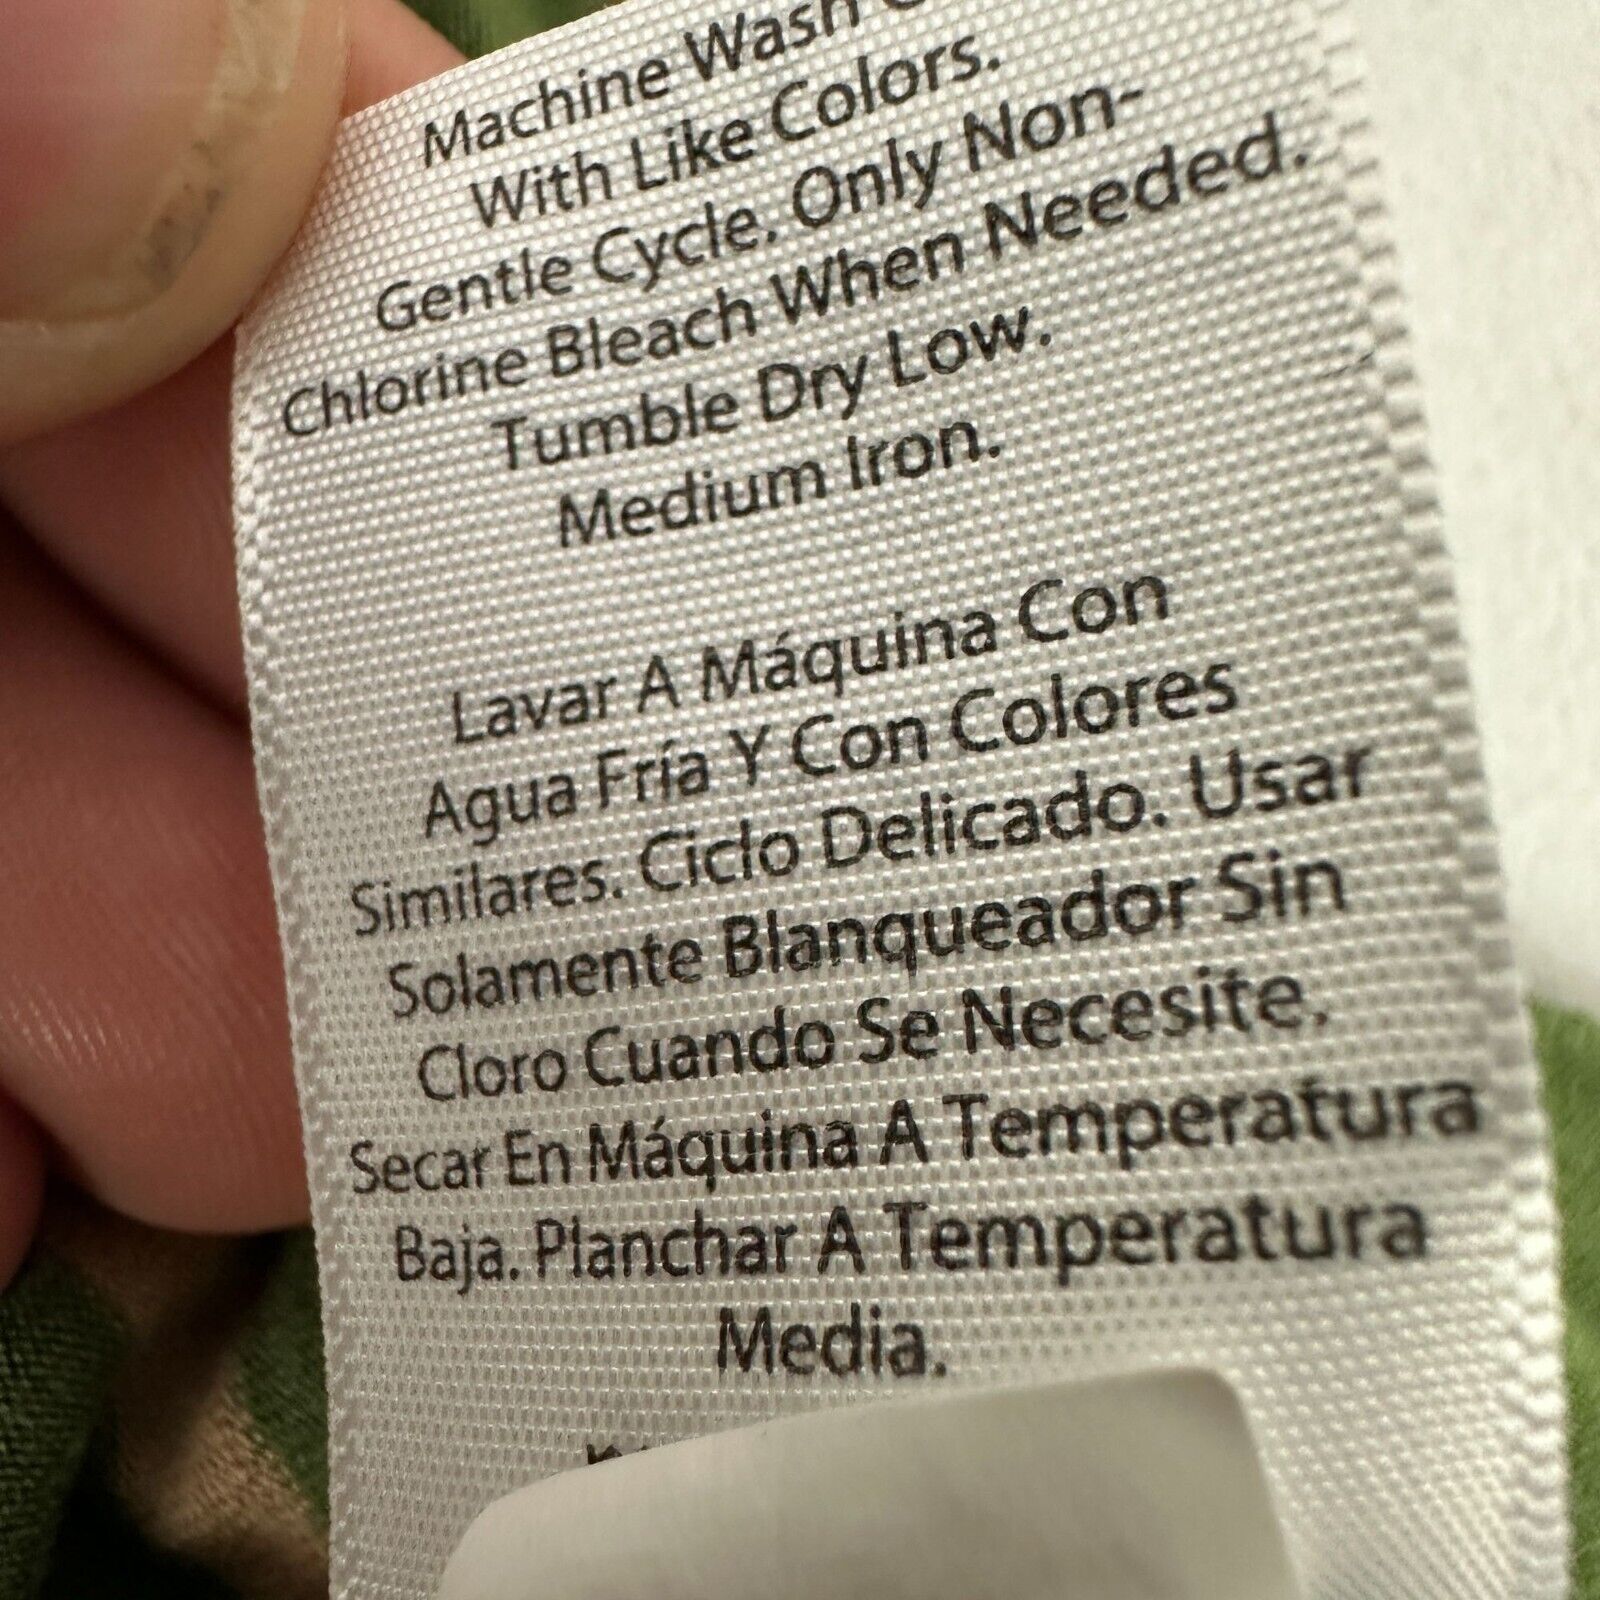 Machine Wash
With Like Colors.
Gentle Cycle. Only Non-
Chlorine Bleach When Needed.
Tumble Dry Low.
Medium Iron.
Lavar A Máquina Con
Agua Fría Y Con Colores
Similares. Ciclo Delicado. Usar
Solamente Blanqueador Sin
Cloro Cuando Se Necesite.
Secar En Máquina A Temperatura
Baja. Planchar A Temperatura
Media.